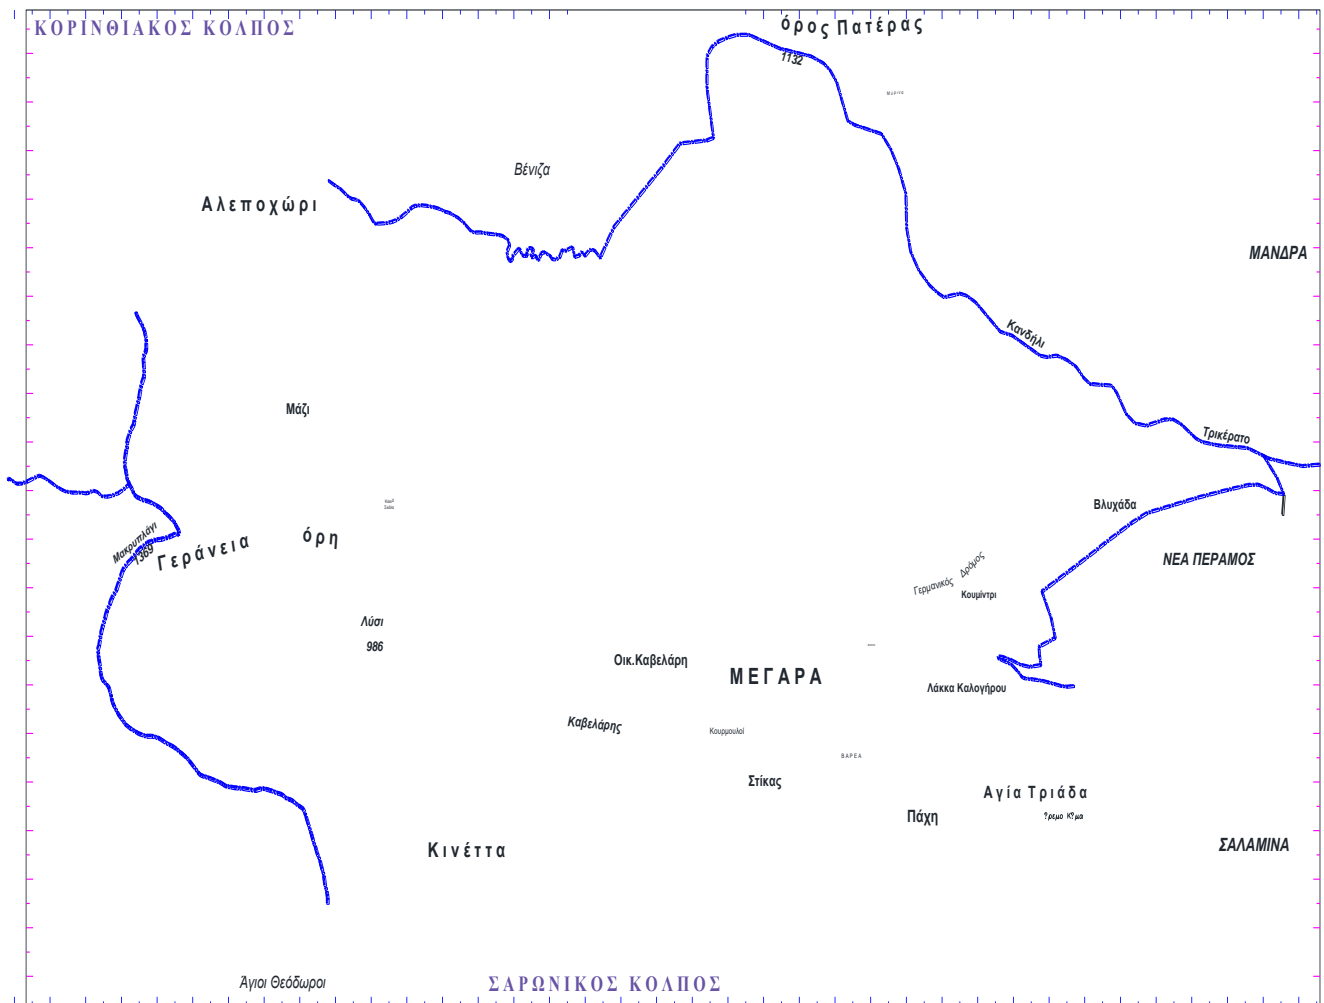 ΚΟΡΙΝΘΙΑΚΟΣ ΚΟΛΠΟΣ
όρος Πατέρας
1132
Βένιζα
Αλεποχώρι
ΜΑΝΔΡΑ
Κανδήλι
Μάζι
Τρικέρατο
Βλυχάδα
Μακρυπλάγι
1369
Γεράνεια όρη
ΝΕΑ ΠΕΡΑΜΟΣ
Γερμανικός Δρόμος
Κουμίντρι
Λύσι
986
Οικ.Καβελάρη
ΜΕΓΑΡΑ
Λάκκα Καλογήρου
Καβελάρης
Κουρμουλοί
ΒΑΡΕΑ
Στίκας
Αγία Τριάδα
Πάχη
?ρεμο Κ?μα
Κινέττα
ΣΑΛΑΜΙΝΑ
Άγιοι Θεόδωροι
ΣΑΡΩΝΙΚΟΣ ΚΟΛΠΟΣ